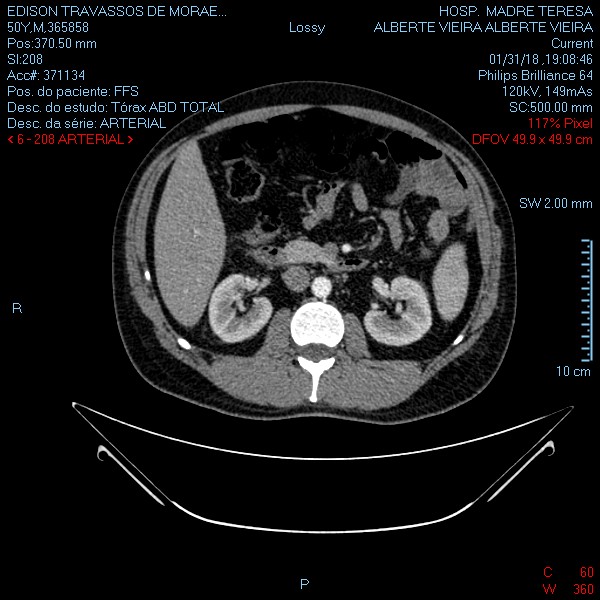 EDISON TRAVASSOS DE MORAE...
50Y,M,365858
Pos:370.50 mm
SI:208
Acc#: 371134
Pos. do paciente: FFS
Desc. do estudo: Tórax ABD TOTAL
Desc. da série: ARTERIAL
< 6 - 208 ARTERIAL >
Lossy
HOSP. MADRE TERESA
ALBERTE VIEIRA ALBERTE VIEIRA
Current
01/31/18 ,19:08:46
Philips Brilliance 64
120kV, 149mAs
SC:500.00 mm
117% Pixel
DFOV 49.9 x 49.9 cm
SW 2.00 mm
R
10 cm
P
C 60
W 360